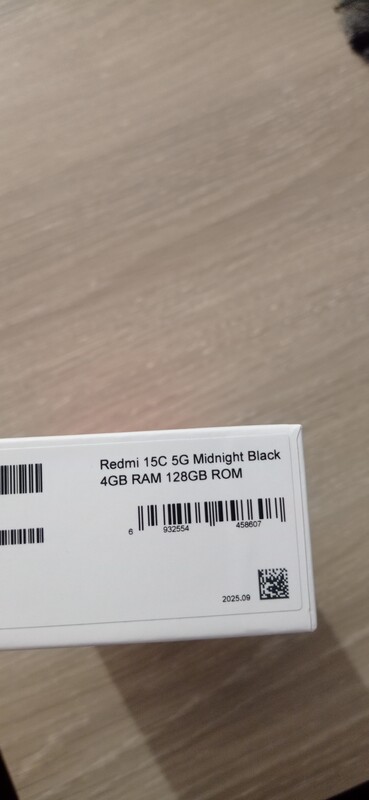 Redmi 15C 5G Midnight Black
4GB RAM 128GB ROM
6 932554 458607
2025.09